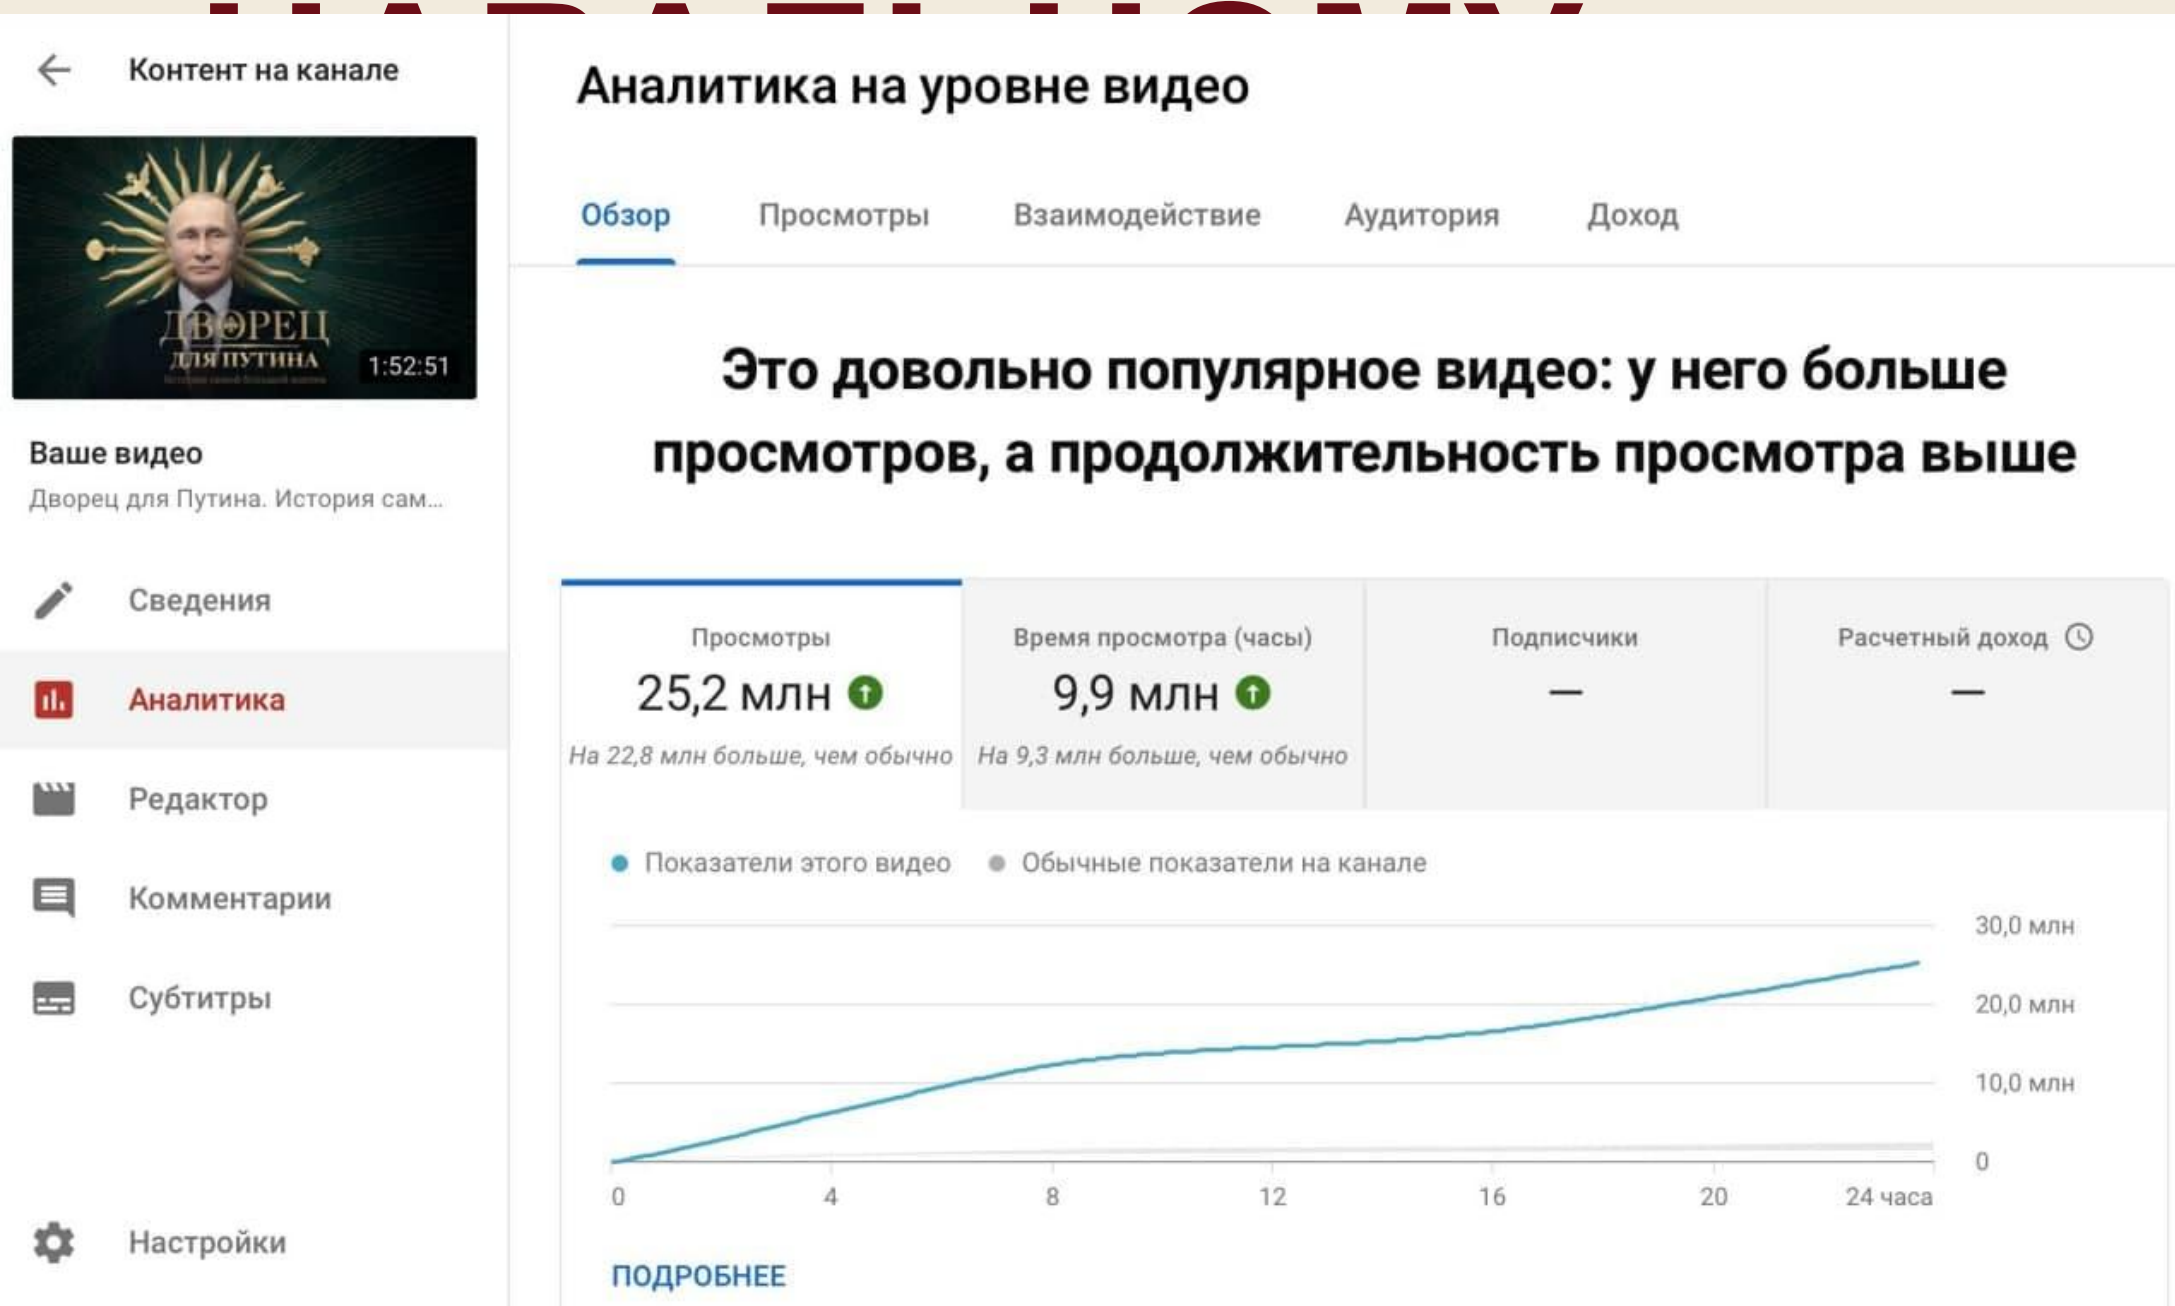 Контент на канале
ДВОРЕЦ
ДЛЯ ПУТИНА
1:52:51
Ваше видео
Дворец для Путина. История сам...
Сведения
Аналитика
Редактор
Комментарии
Субтитры
Настройки
Аналитика на уровне видео
Обзор Просмотры Взаимодействие Аудитория Доход
Это довольно популярное видео: у него больше
просмотров, а продолжительность просмотра выше
Просмотры
25,2 млн
На 22,8 млн больше, чем обычно
Время просмотра (часы)
9,9 млн
На 9,3 млн больше, чем обычно
Подписчики
—
Расчетный доход
—
Показатели этого видео Обычные показатели на канале
30,0 млн
20,0 млн
10,0 млн
0
0 4 8 12 16 20 24 часа
ПОДРОБНЕЕ